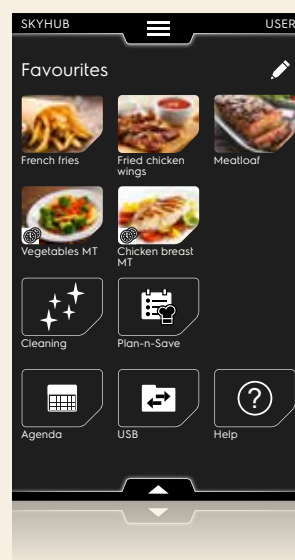 SKYHUB USER
Favourites
French fries Fried chicken Meatloaf
wings
Vegetables MT Chicken breast
MT
Cleaning Plan-n-Save
Agenda USB Help